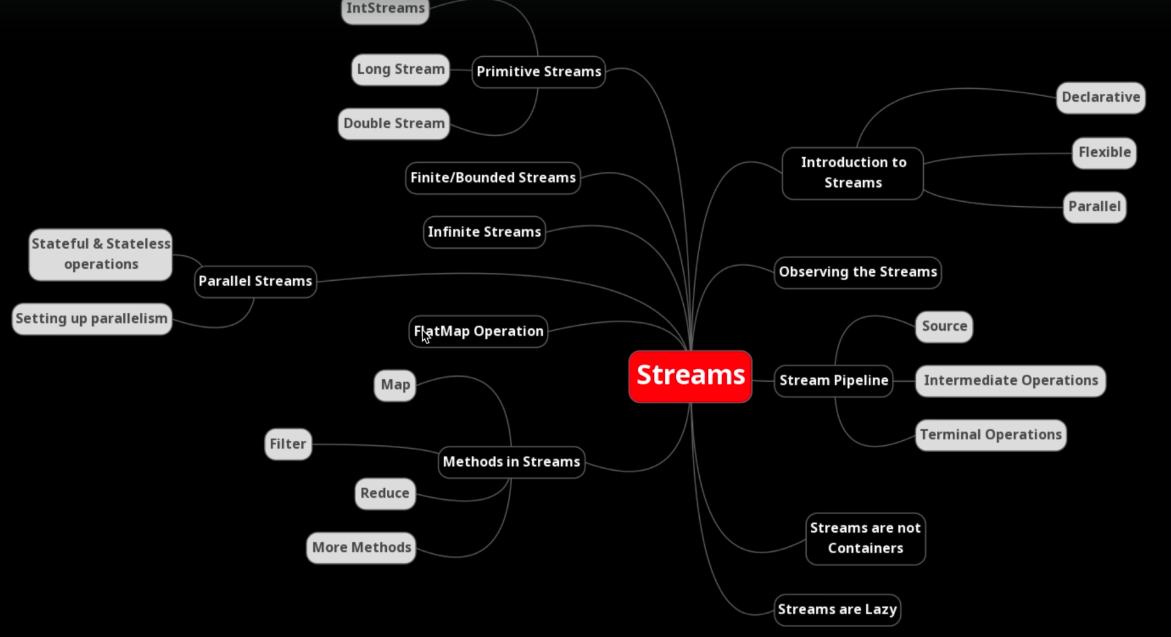 IntStreams
Long Stream
Primitive Streams
Double Stream
Declarative
Flexible
Introduction to
Streams
Parallel
Finite/Bounded Streams
Infinite Streams
Stateful & Stateless
operations
Parallel Streams
Setting up parallelism
Observing the Streams
FlatMap Operation
Source
Streams
Stream Pipeline
Intermediate Operations
Terminal Operations
Map
Filter
Methods in Streams
Reduce
More Methods
Streams are not
Containers
Streams are Lazy